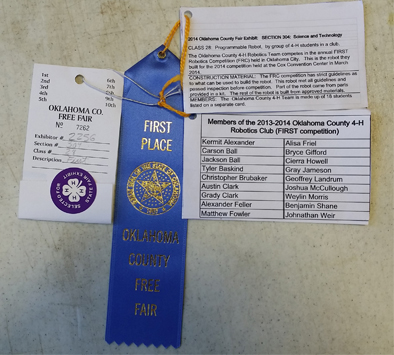 1st 6th
2nd 7th
3rd 8th
4th 9th
5th 10th
OKLAHOMA CO.
FREE FAIR
No 7262
Exhibitor #
Section #
Class #
Description
FIRST
PLACE
OKLAHOMA
COUNTY
FREE
FAIR
2014 Oklahoma County Fair Exhibit SECTION 304: Science and Technology
CLASS 28: Programmable Robot, by group of 4-H students in a club.
The Oklahoma County 4-H Robotics Team competes in the annual FIRST
Robotics Competition (FRC) held in Oklahoma City. This is the robot they
built for the 2014 competition held at the Cox Convention Center in March
2014.
CONSTRUCTION MATERIAL: The FRC competition has strict guidelines as
to what can be used to build the robot. This robot met all guidelines and
passed inspection before competition. Part of the robot came from parts
provided in a kit. The rest of the robot is built from approved materials.
MEMBERS: The Oklahoma County 4-H Team is made up of 18 students
listed on a separate card.
Members of the 2013-2014 Oklahoma County 4-H
Robotics Club (FIRST competition)
Kermit Alexander Alisa Friel
Carson Ball Bryce Gifford
Jackson Ball Cierra Howell
Tyler Baskind Gray Jameson
Christopher Brubaker Geoffrey Landrum
Austin Clark Joshua McCullough
Grady Clark Weylin Morris
Alexander Feller Benjamin Shane
Matthew Fowler Johnathan Weir